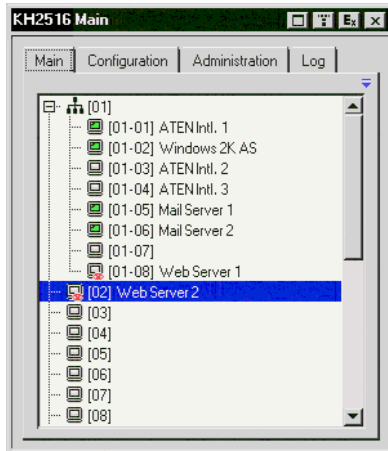 KH2516 Main
Main Configuration Administration Log
[01]
[01-01] ATEN Intl. 1
[01-02] Windows 2K AS
[01-03] ATEN Intl. 2
[01-04] ATEN Intl. 3
[01-05] Mail Server 1
[01-06] Mail Server 2
[01-07]
[01-08] Web Server 1
[02] Web Server 2
[03]
[04]
[05]
[06]
[07]
[08]